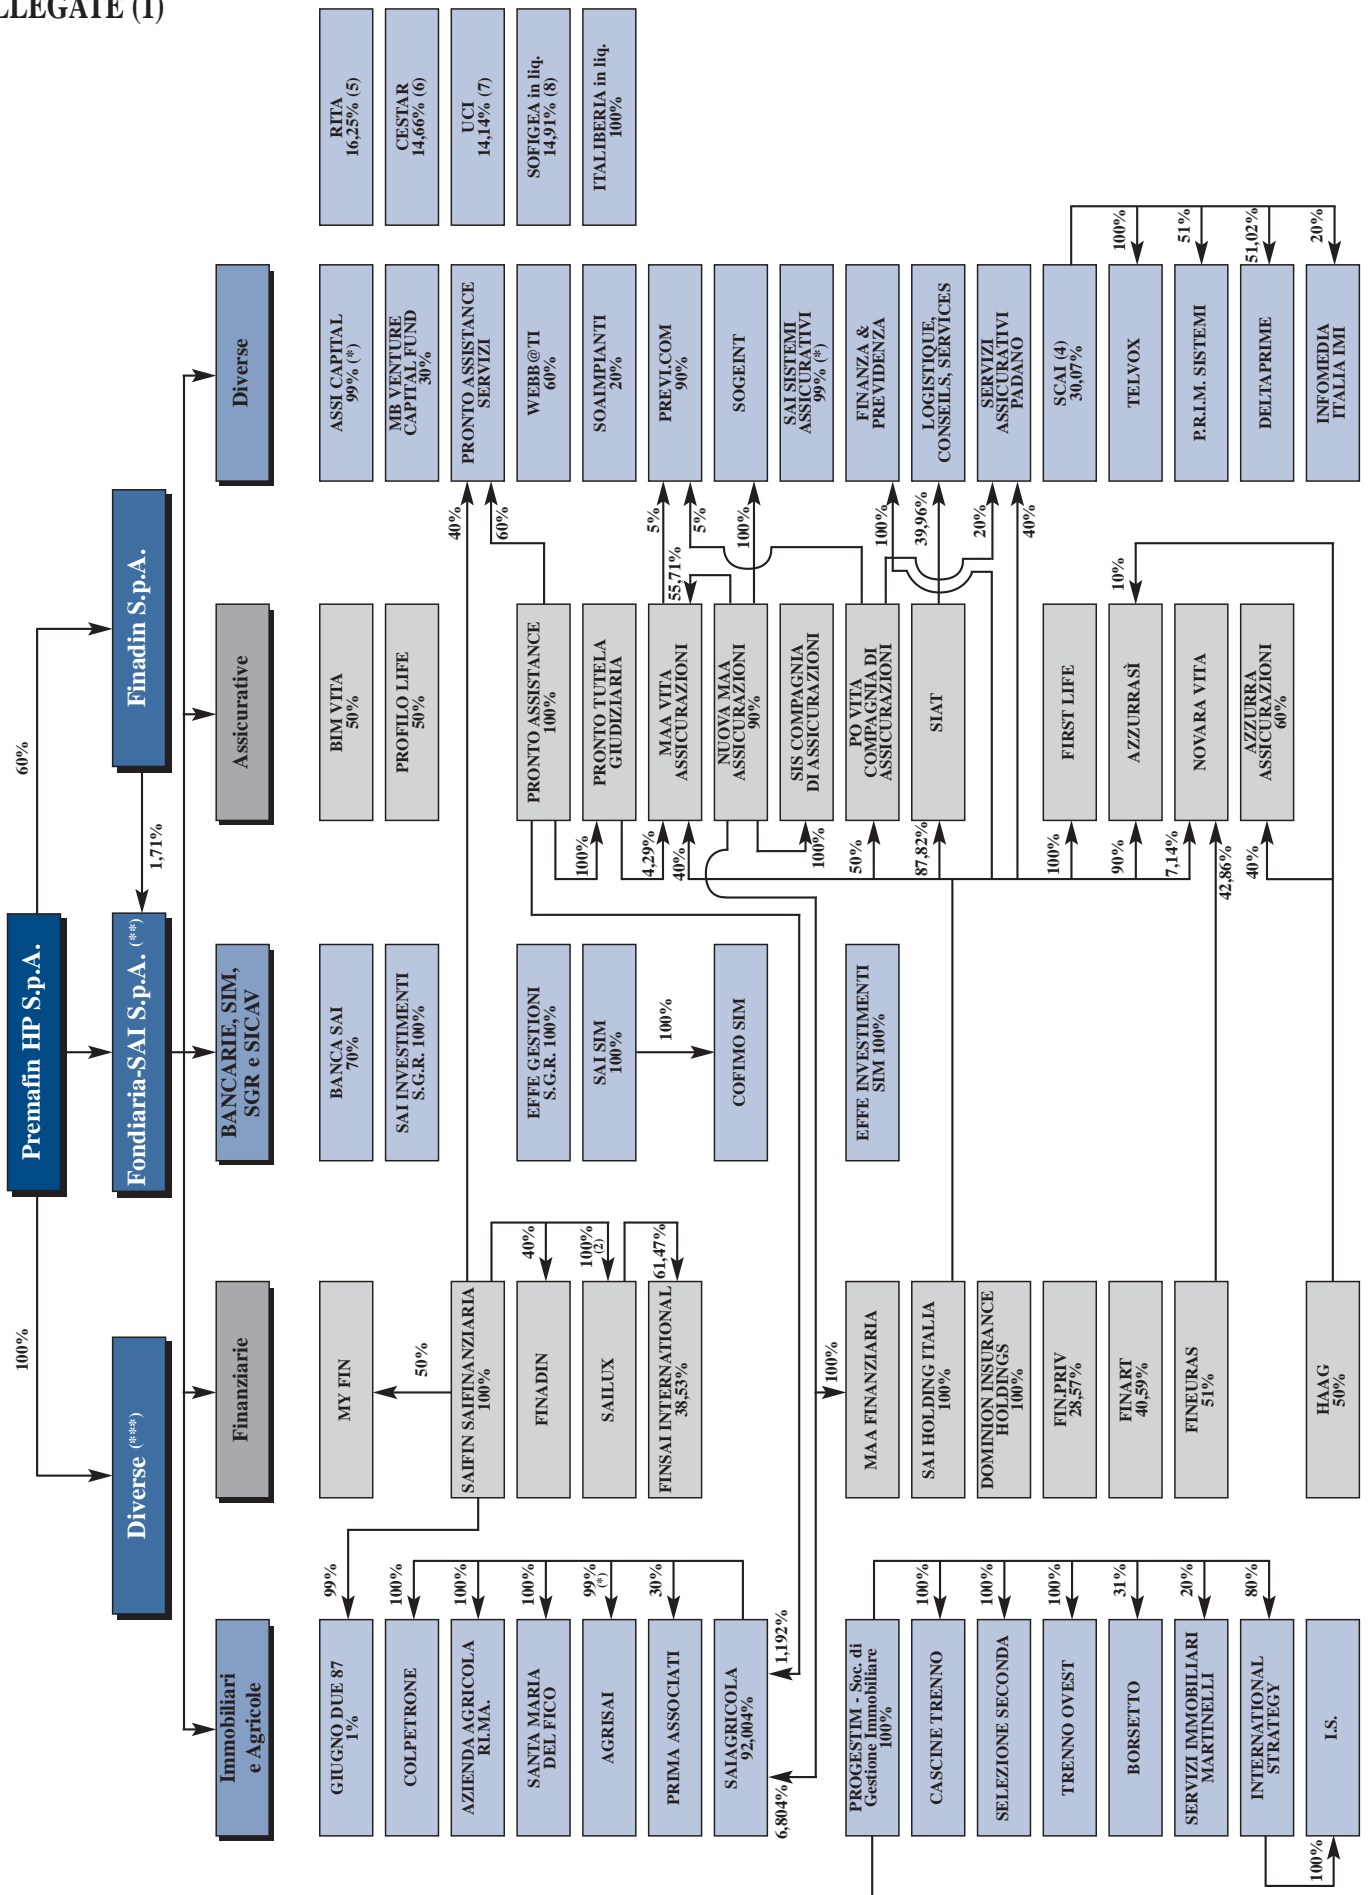 LLEGATE (1)
Premafin HP S.p.A.
100%
60%
Diverse (***)
Fondiaria-SAI S.p.A. (**)
1,71%
Finadin S.p.A.
Immobiliari
e Agricole
Finanziarie
BANCARIE, SIM,
SGR e SICAV
Assicurative
Diverse
GIUGNO DUE 87
1%
99%
COLPETRONE
100%
AZIENDA AGRICOLA
RI.MA.
100%
SANTA MARIA
DEL FICO
100%
AGRISAI
99%
(*)
PRIMA ASSOCIATI
30%
SAIAGRICOLA
92,004%
6,804%
1,192%
PROGESTIM - Soc. di
Gestione Immobiliare
100%
CASCINE TRENNO
100%
SELEZIONE SECONDA
100%
TRENNO OVEST
100%
BORSETTO
31%
SERVIZI IMMOBILIARI
MARTINELLI
20%
INTERNATIONAL
STRATEGY
80%
I.S.
100%
MY FIN
50%
SAIFIN SAIFINANZIARIA
100%
FINADIN
40%
SAILUX
100%
(2)
FINSAI INTERNATIONAL
38,53%
61,47%
100%
MAA FINANZIARIA
SAI HOLDING ITALIA
100%
DOMINION INSURANCE
HOLDINGS
100%
FIN.PRIV
28,57%
FINART
40,59%
FINEURAS
51%
HAAG
50%
BANCA SAI
70%
SAI INVESTIMENTI
S.G.R. 100%
EFFE GESTIONI
S.G.R. 100%
SAI SIM
100%
100%
COFIMO SIM
EFFE INVESTIMENTI
SIM 100%
BIM VITA
50%
PROFILO LIFE
50%
PRONTO ASSISTANCE
100%
100%
PRONTO TUTELA
GIUDIZIARIA
4,29%
40%
MAA VITA
ASSICURAZIONI
55,71%
NUOVA MAA
ASSICURAZIONI
90%
100%
SIS COMPAGNIA
DI ASSICURAZIONI
50%
PO VITA
COMPAGNIA DI
ASSICURAZIONI
87,82%
SIAT
100%
FIRST LIFE
90%
AZZURRASÌ
10%
7,14%
42,86%
NOVARA VITA
40%
AZZURRA
ASSICURAZIONI
60%
ASSI CAPITAL
99% (*)
MB VENTURE
CAPITAL FUND
30%
40%
60%
PRONTO ASSISTANCE
SERVIZI
WEBB@TI
60%
SOAIMPIANTI
20%
5%
5%
PREVI.COM
90%
100%
SOGEINT
SAI SISTEMI
ASSICURATIVI
99% (*)
100%
FINANZA &
PREVIDENZA
39,96%
LOGISTIQUE,
CONSEILS, SERVICES
20%
40%
SERVIZI
ASSICURATIVI
PADANO
SCAI (4)
30,07%
TELVOX
100%
P.R.I.M. SISTEMI
51%
DELTAPRIME
51,02%
INFOMEDIA
ITALIA IMI
20%
RITA
16,25% (5)
CESTAR
14,66% (6)
UCI
14,14% (7)
SOFIGEA in liq.
14,91% (8)
ITALIBERIA in liq.
100%